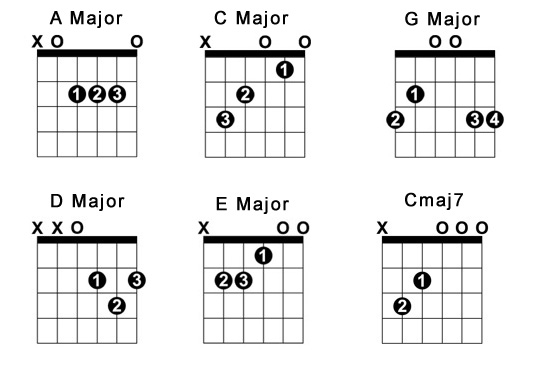 A Major
X O O
1 2 3
C Major
X O O
1
2
3
G Major
O O
1
2 3 4
D Major
X X O
1 3
2
E Major
X O O
1
2 3
Cmaj7
X O O O
1
2